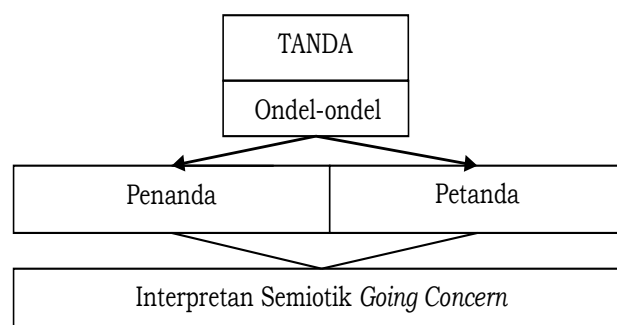 TANDA
Ondel-ondel
Penanda
Petanda
Interpretan Semiotik Going Concern